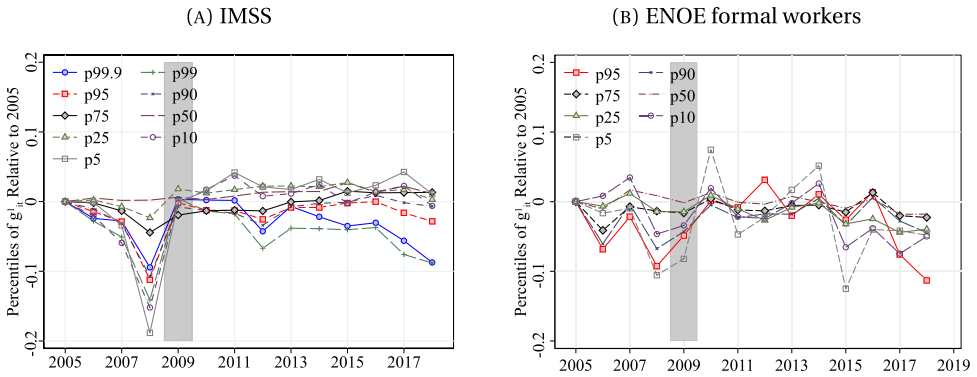 (A) IMSS
Percentiles of g¹it Relative to 2005
0.2
0.1
0
-0.1
-0.2
p99.9
p99
p95
p90
p75
p50
p25
p10
p5
2005
2007
2009
2011
2013
2015
2017
(B) ENOE formal workers
Percentiles of g¹it Relative to 2005
0.2
0.1
0
-0.1
-0.2
p95
p90
p75
p50
p25
p10
p5
2005
2007
2009
2011
2013
2015
2017
2019